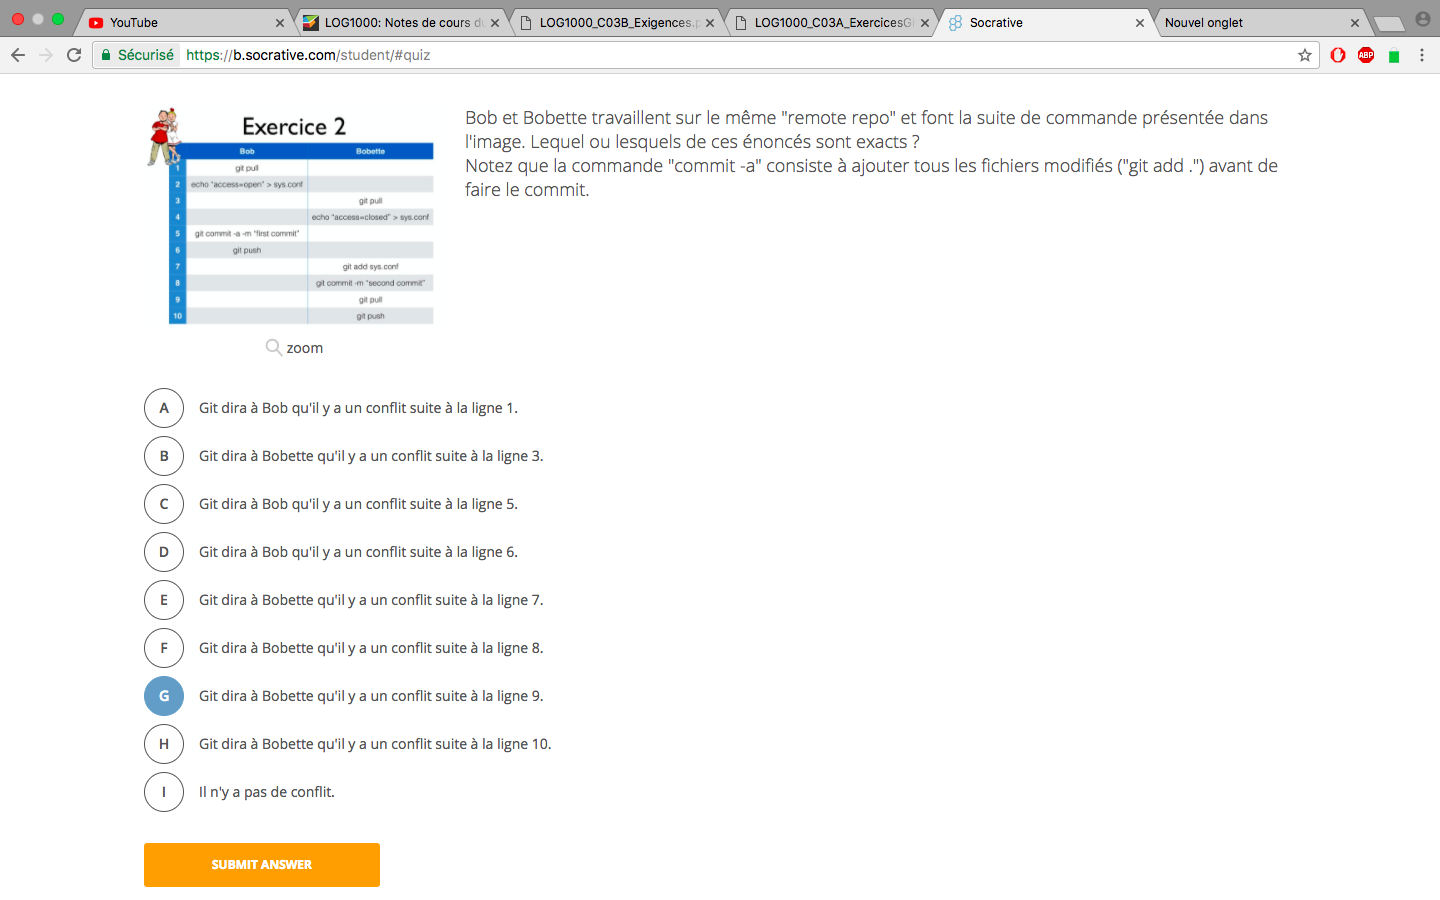 YouTube
LOG1000: Notes de cours d
LOG1000_C03B_Exigences.p
LOG1000_C03A_ExercicesGi
Socrative
Nouvel onglet
Sécurisé https://b.socrative.com/student/#quiz
ABP
Exercice 2
Bob Bobette
1 git pull
2 echo "access=open" > sys.conf
3 git pull
4 echo "access=closed" > sys.conf
5 git commit -a -m "first commit"
6 git push
7 git add sys.conf
8 git commit -m "second commit"
9 git pull
10 git push
zoom
Bob et Bobette travaillent sur le même "remote repo" et font la suite de commande présentée dans
l'image. Lequel ou lesquels de ces énoncés sont exacts ?
Notez que la commande "commit -a" consiste à ajouter tous les fichiers modifiés ("git add .") avant de
faire le commit.
A Git dira à Bob qu'il y a un conflit suite à la ligne 1.
B Git dira à Bobette qu'il y a un conflit suite à la ligne 3.
C Git dira à Bob qu'il y a un conflit suite à la ligne 5.
D Git dira à Bob qu'il y a un conflit suite à la ligne 6.
E Git dira à Bobette qu'il y a un conflit suite à la ligne 7.
F Git dira à Bobette qu'il y a un conflit suite à la ligne 8.
G Git dira à Bobette qu'il y a un conflit suite à la ligne 9.
H Git dira à Bobette qu'il y a un conflit suite à la ligne 10.
I Il n'y a pas de conflit.
SUBMIT ANSWER